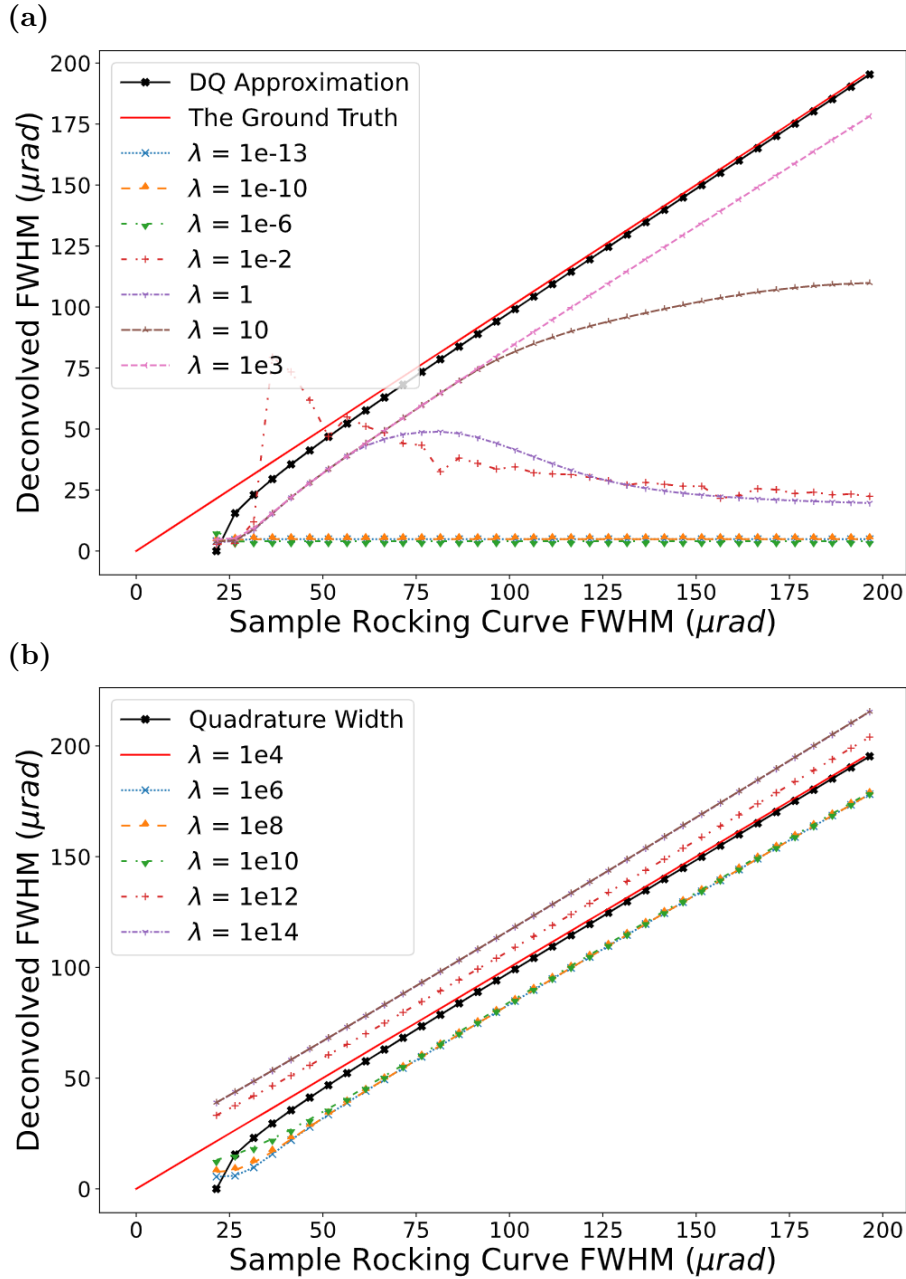 (a)
200
175
150
125
100
75
50
25
0
Deconvolved FWHM (μrad)
DQ Approximation
The Ground Truth
λ = 1e-13
λ = 1e-10
λ = 1e-6
λ = 1e-2
λ = 1
λ = 10
λ = 1e3
0 25 50 75 100 125 150 175 200
Sample Rocking Curve FWHM (μrad)
(b)
200
150
100
50
0
Deconvolved FWHM (μrad)
Quadrature Width
λ = 1e4
λ = 1e6
λ = 1e8
λ = 1e10
λ = 1e12
λ = 1e14
0 25 50 75 100 125 150 175 200
Sample Rocking Curve FWHM (μrad)